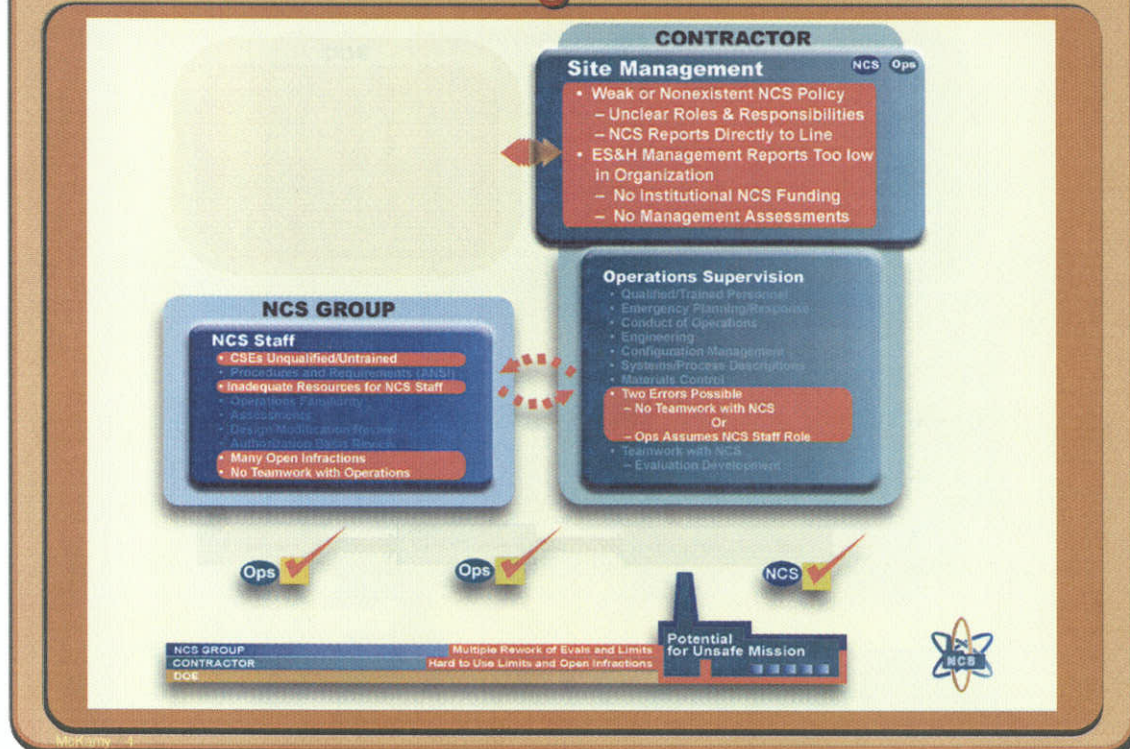 CONTRACTOR
Site Management
NCS Ops
• Weak or Nonexistent NCS Policy
– Unclear Roles & Responsibilities
– NCS Reports Directly to Line
• ES&H Management Reports Too low
in Organization
– No Institutional NCS Funding
– No Management Assessments
Operations Supervision
• Qualified/Trained Personnel
• Emergency Planning/Response
• Conduct of Operations
• Engineering
• Configuration Management
• Systems/Process Descriptions
• Materials Control
• Two Errors Possible
– No Teamwork with NCS
Or
– Ops Assumes NCS Staff Role
• Teamwork with NCS
– Evaluation Development
NCS GROUP
NCS Staff
• CSEs Unqualified/Untrained
• Procedures and Requirements (ANSI)
• Inadequate Resources for NCS Staff
• Operations Familiarity
• Assessments
• Design Modification Review
• Authorization Basis Review
• Many Open Infractions
• No Teamwork with Operations
Ops
Ops
NCS
NCS GROUP
Multiple Rework of Evals and Limits
CONTRACTOR
Hard to Use Limits and Open Infractions
DOE
Potential
for Unsafe Mission
NCS
McKamy 4